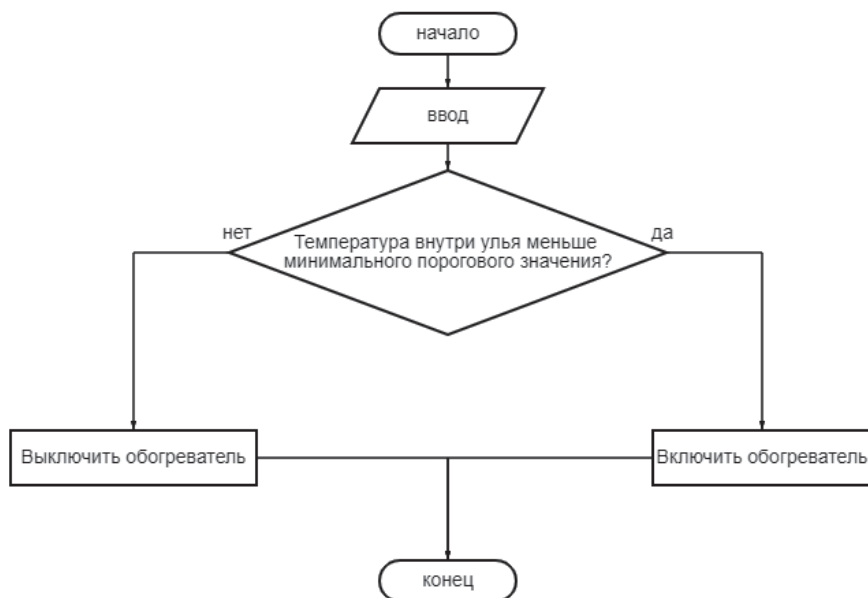 начало
ввод
нет
да
Температура внутри улья меньше
минимального порогового значения?
Выключить обогреватель
Включить обогреватель
конец